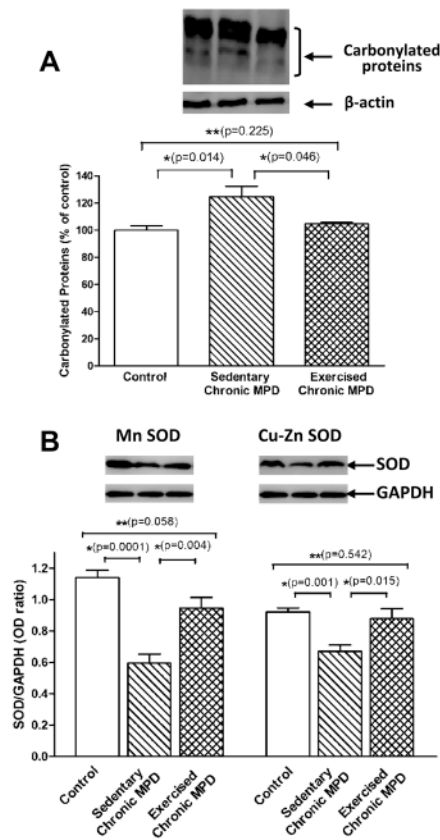 A
Carbonylated
proteins
β-actin
**(p=0.225)
*(p=0.014)
*(p=0.046)
Carbonylated Proteins (% of control)
140
120
100
80
60
40
20
0
Control
Sedentary
Chronic MPD
Exercised
Chronic MPD
B
Mn SOD
Cu-Zn SOD
SOD
GAPDH
**(p=0.058)
*(p=0.0001)
*(p=0.004)
**(p=0.542)
*(p=0.001)
*(p=0.015)
SOD/GAPDH (OD ratio)
1.2
1.0
0.8
0.6
0.4
0.2
0.0
Control
Sedentary
Chronic MPD
Exercised
Chronic MPD
Control
Sedentary
Chronic MPD
Exercised
Chronic MPD